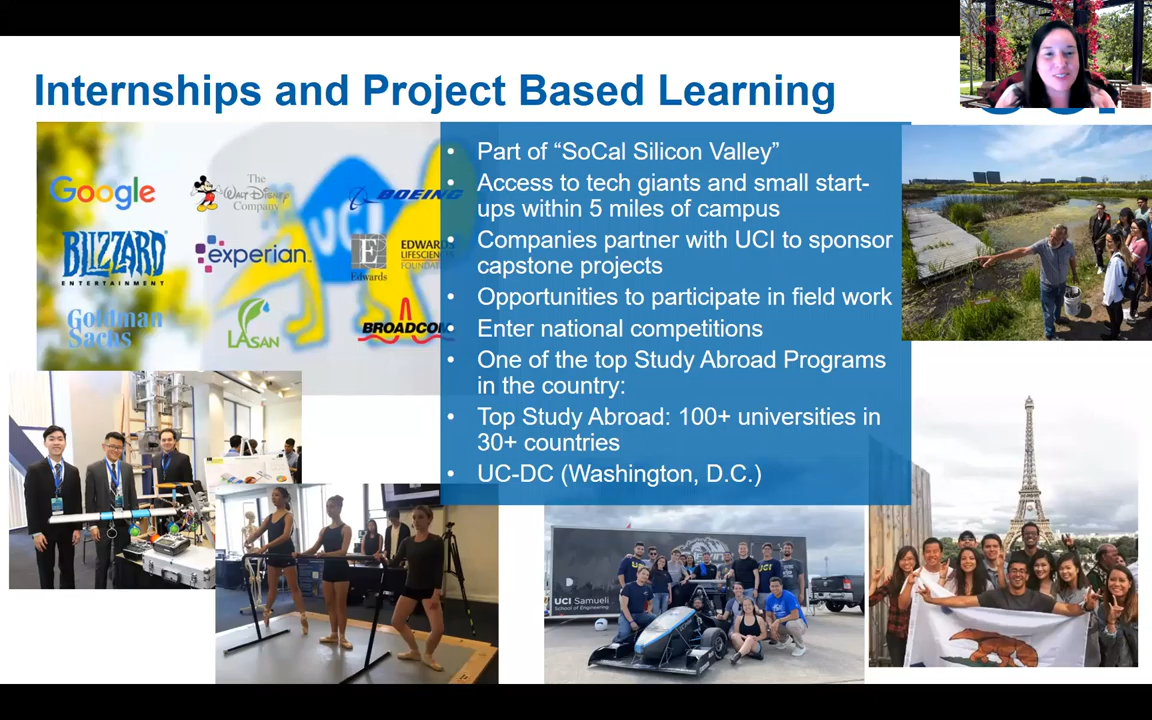 Internships and Project Based Learning
Google
The
WALT DISNEY
Company
BOEING
BLIZZARD
ENTERTAINMENT
experian
E
Edwards
EDWARDS
LIFESCIENCES
FOUNDATION
Goldman
Sachs
LASAN
BROADCOM
UCI
• Part of “SoCal Silicon Valley”
• Access to tech giants and small start-
ups within 5 miles of campus
• Companies partner with UCI to sponsor
capstone projects
• Opportunities to participate in field work
• Enter national competitions
• One of the top Study Abroad Programs
in the country:
• Top Study Abroad: 100+ universities in
30+ countries
• UC-DC (Washington, D.C.)
UCI Samueli
School of Engineering
UCI